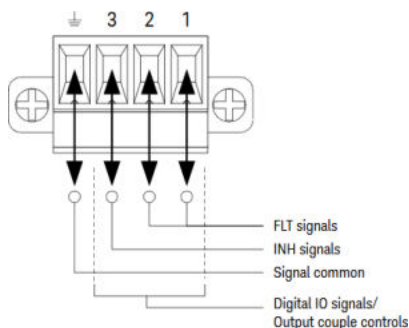 3 2 1
FLT signals
INH signals
Signal common
Digital IO signals/
Output couple controls